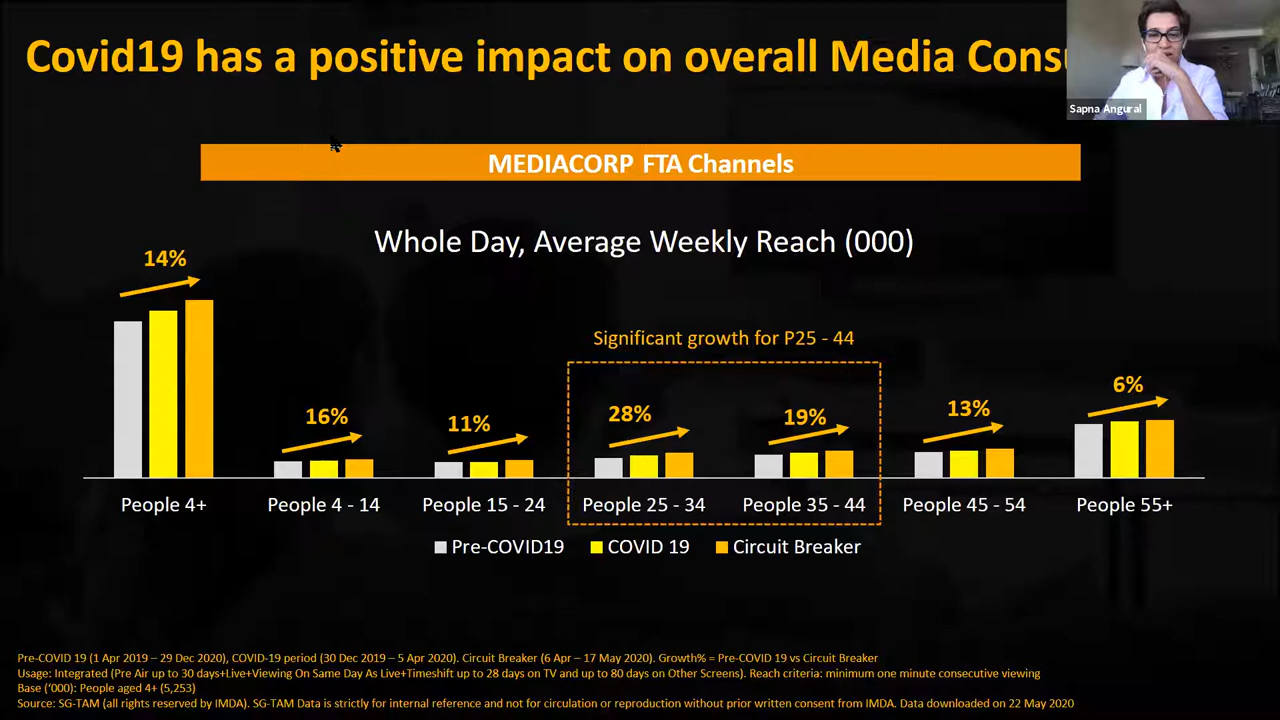 Covid19 has a positive impact on overall Media Cons
Sapna Angural
MEDIACORP FTA Channels
Whole Day, Average Weekly Reach (000)
14%
Significant growth for P25 - 44
16%
11%
28%
19%
13%
6%
People 4+
People 4 - 14
People 15 - 24
People 25 - 34
People 35 - 44
People 45 - 54
People 55+
Pre-COVID19
COVID 19
Circuit Breaker
Pre-COVID 19 (1 Apr 2019 – 29 Dec 2020), COVID-19 period (30 Dec 2019 – 5 Apr 2020). Circuit Breaker (6 Apr – 17 May 2020). Growth% = Pre-COVID 19 vs Circuit Breaker
Usage: Integrated (Pre Air up to 30 days+Live+Viewing On Same Day As Live+Timeshift up to 28 days on TV and up to 80 days on Other Screens). Reach criteria: minimum one minute consecutive viewing
Base ('000): People aged 4+ (5,253)
Source: SG-TAM (all rights reserved by IMDA). SG-TAM Data is strictly for internal reference and not for circulation or reproduction without prior written consent from IMDA. Data downloaded on 22 May 2020